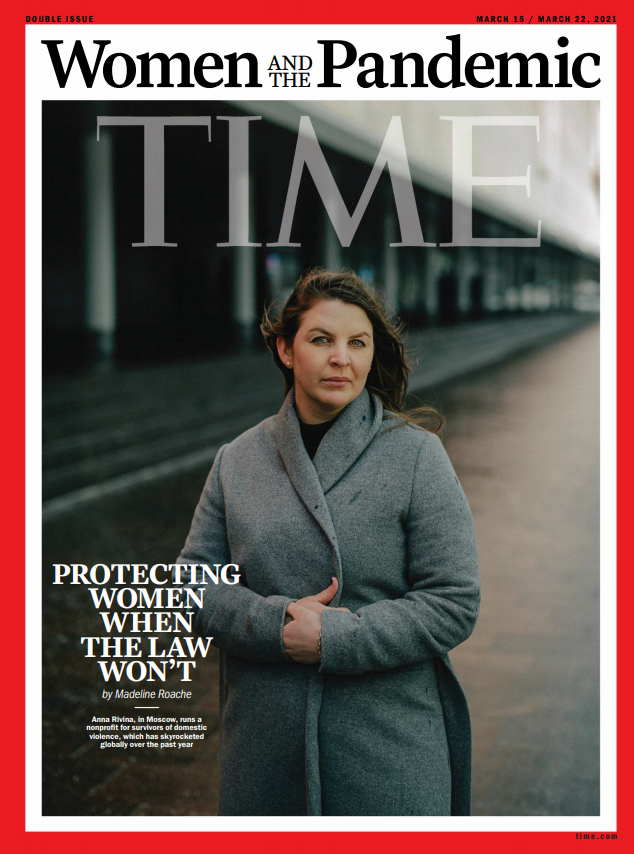 DOUBLE ISSUE
MARCH 15 / MARCH 22, 2021
Women AND THE Pandemic
TIME
PROTECTING
WOMEN
WHEN
THE LAW
WON'T
by Madeline Roache
Anna Rivina, in Moscow, runs a
nonprofit for survivors of domestic
violence, which has skyrocketed
globally over the past year
time.com